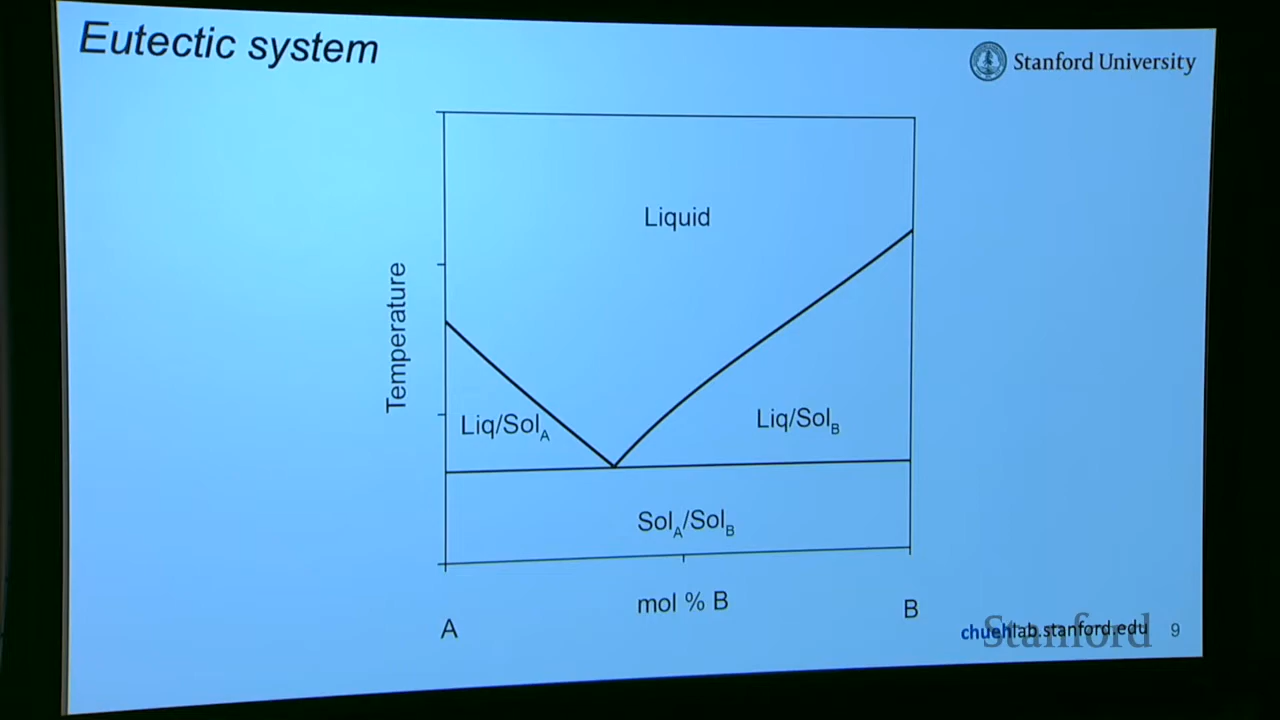 Eutectic system
Stanford University
Liquid
Temperature
Liq/SolA
Liq/SolB
SolA/SolB
mol % B
A
B
chuehlab.stanford.edu
Stanford
9